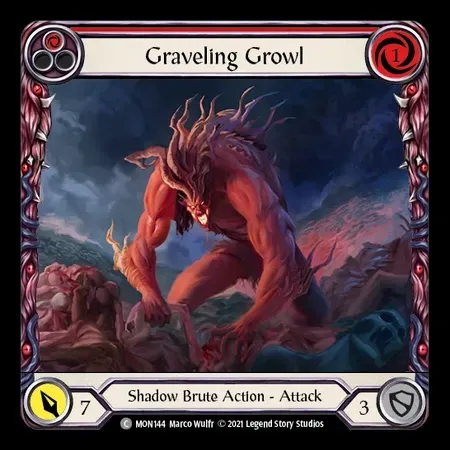 Graveling Growl
1
7
Shadow Brute Action - Attack
3
C MON144 Marco Wulfr © 2021 Legend Story Studios